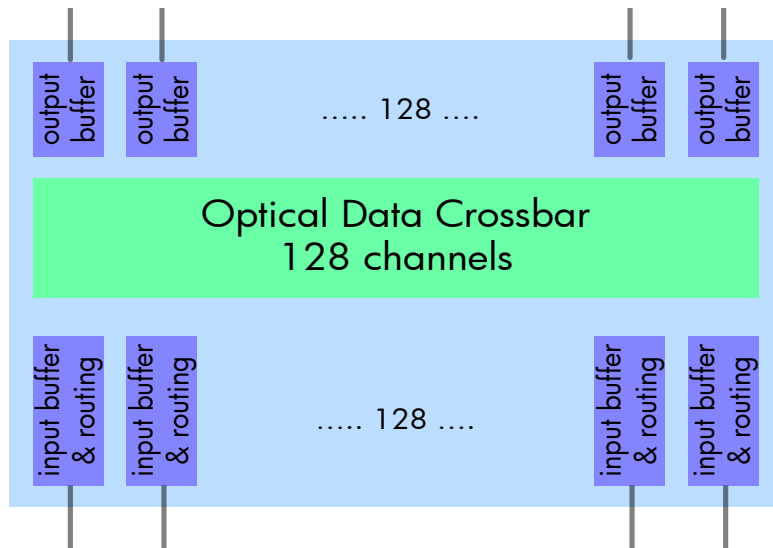 output
buffer
output
buffer
..... 128 ....
output
buffer
output
buffer
Optical Data Crossbar
128 channels
input buffer
& routing
input buffer
& routing
..... 128 ....
input buffer
& routing
input buffer
& routing